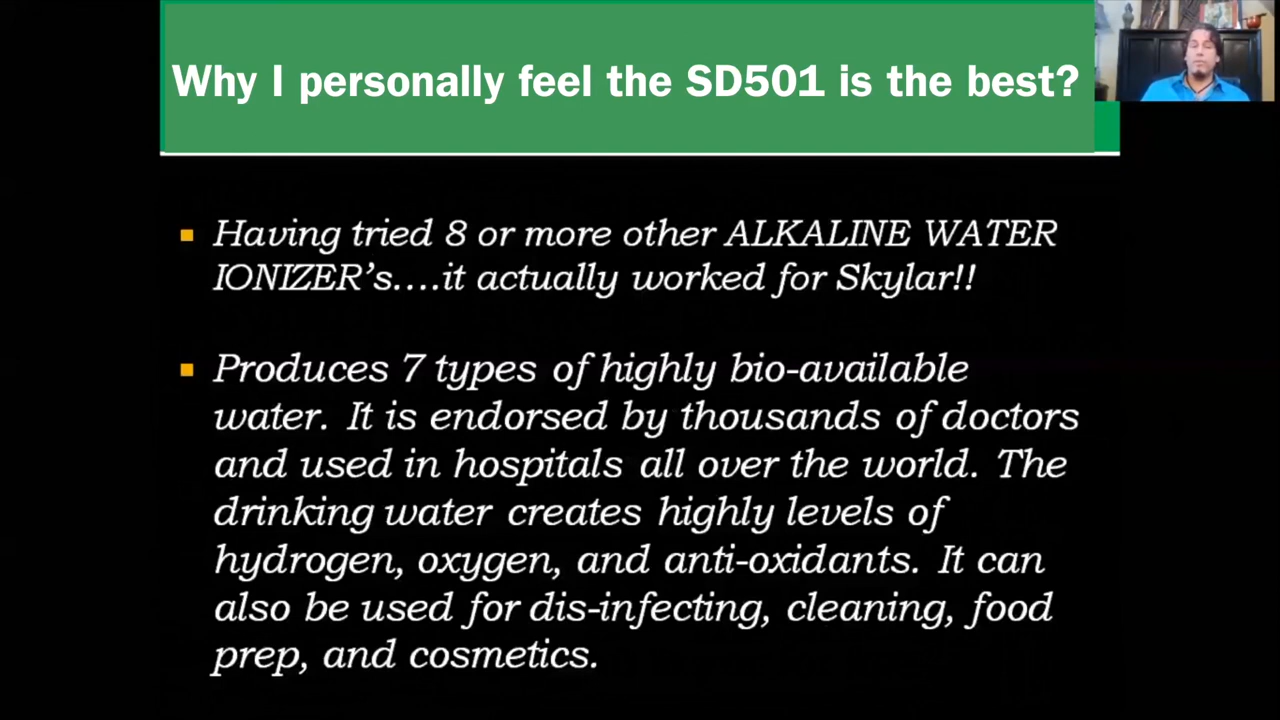 Why I personally feel the SD501 is the best?
Having tried 8 or more other ALKALINE WATER
IONIZER's....it actually worked for Skylar!!
Produces 7 types of highly bio-available
water. It is endorsed by thousands of doctors
and used in hospitals all over the world. The
drinking water creates highly levels of
hydrogen, oxygen, and anti-oxidants. It can
also be used for dis-infecting, cleaning, food
prep, and cosmetics.